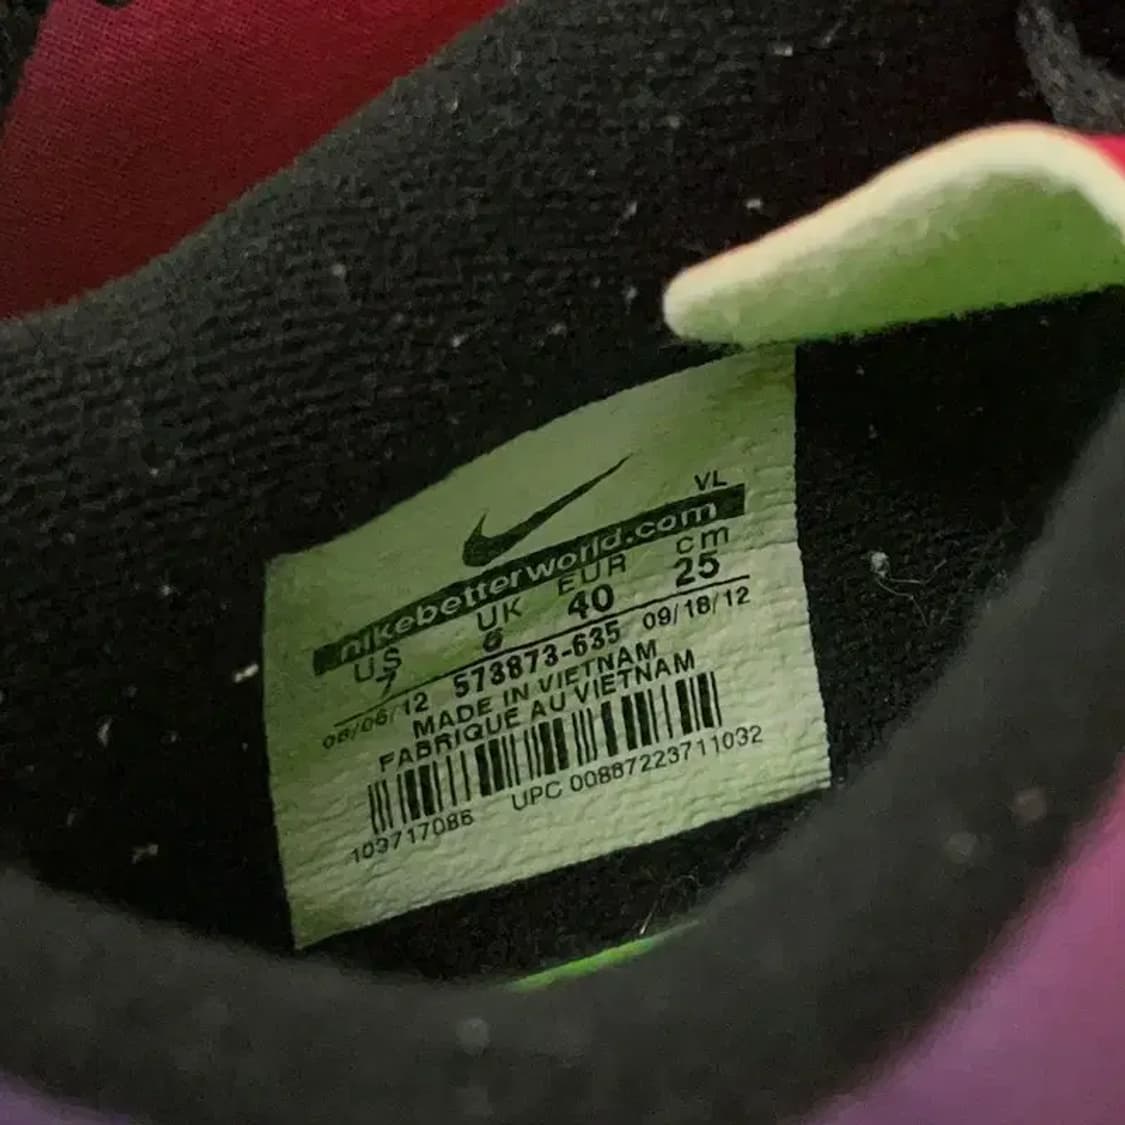 VL
nikebetterworld.com
US UK EUR cm
7 6 40 25
06/06/12 573873-635 09/18/12
MADE IN VIETNAM
FABRIQUE AU VIETNAM
103717086 UPC 00887223711032